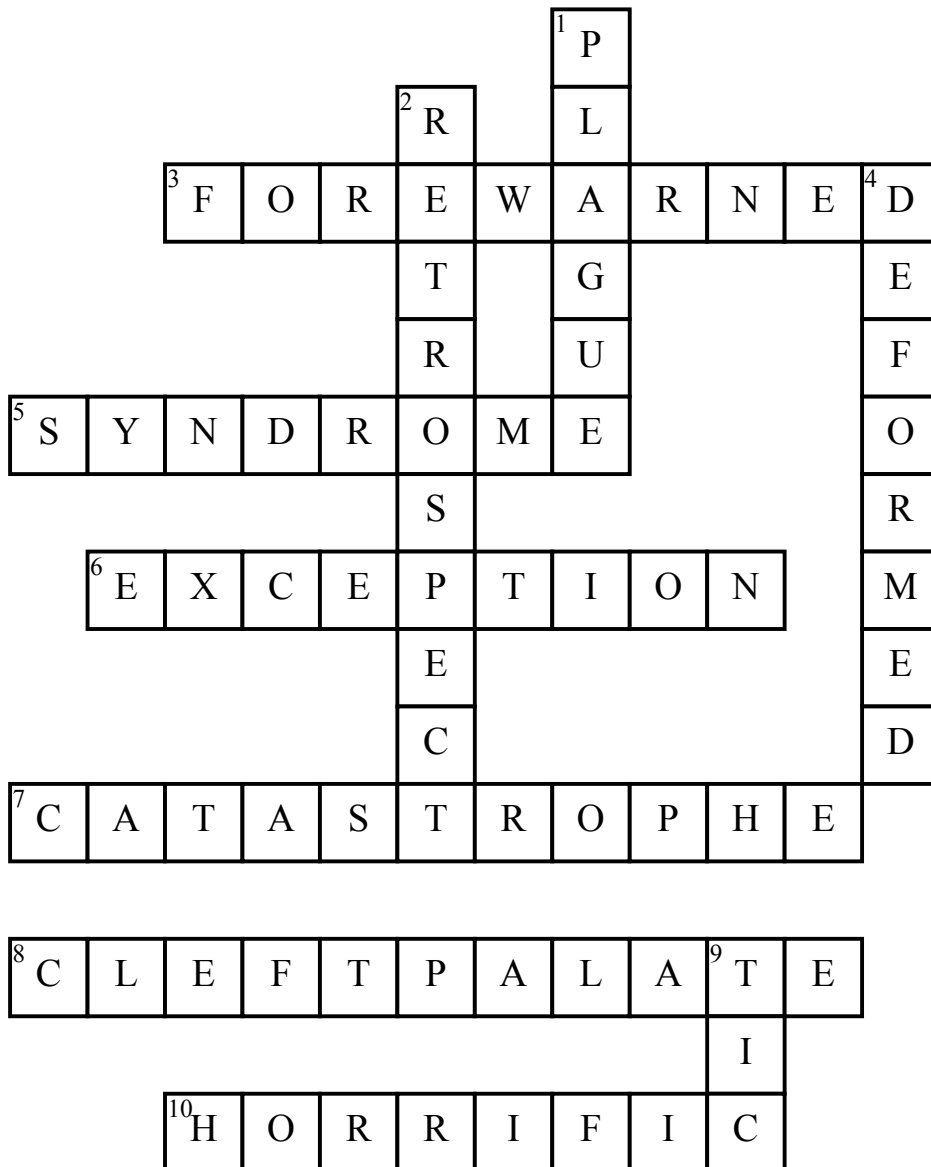 1 P
2 R L
3 F O R E W A R N E 4 D
T G E
R U F
5 S Y N D R O M E O
S R
6 E X C E P T I O N M
E E
C D
7 C A T A S T R O P H E
8 C L E F T P A L A 9 T E
I
10 H O R R I F I C